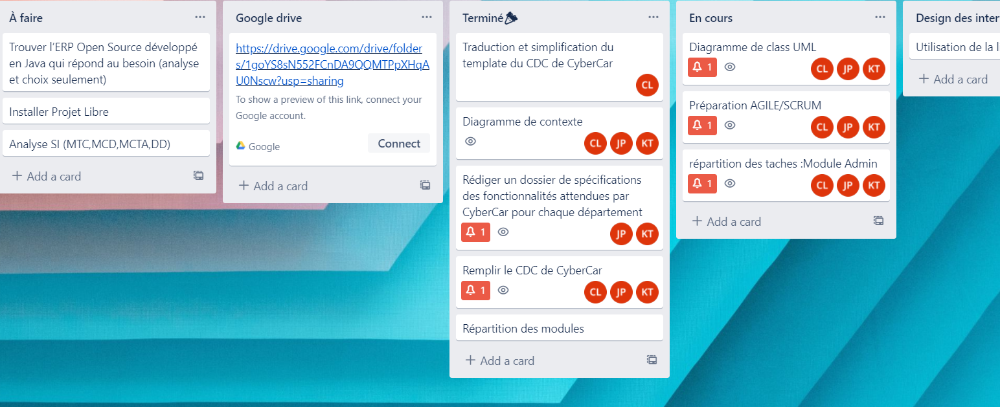 À faire
Trouver l’ERP Open Source développé
en Java qui répond au besoin (analyse
et choix seulement)
Installer Projet Libre
Analyse SI (MTC,MCD,MCTA,DD)
+ Add a card
Google drive
https://drive.google.com/drive/folder
s/1goYS8sN552FCnDA9QQMTPpXHqA
U0Nscw?usp=sharing
To show a preview of this link, connect your
Google account.
Google
Connect
+ Add a card
Terminé
Traduction et simplification du
template du CDC de CyberCar
CL
Diagramme de contexte
CL JP KT
Rédiger un dossier de spécifications
des fonctionnalités attendues par
CyberCar pour chaque département
1 JP KT
Remplir le CDC de CyberCar
1 CL JP KT
Répartition des modules
+ Add a card
En cours
Diagramme de class UML
1 CL JP KT
Préparation AGILE/SCRUM
1 CL JP KT
répartition des taches :Module Admin
1 CL JP KT
+ Add a card
Design des inter
Utilisation de la
+ Add a card